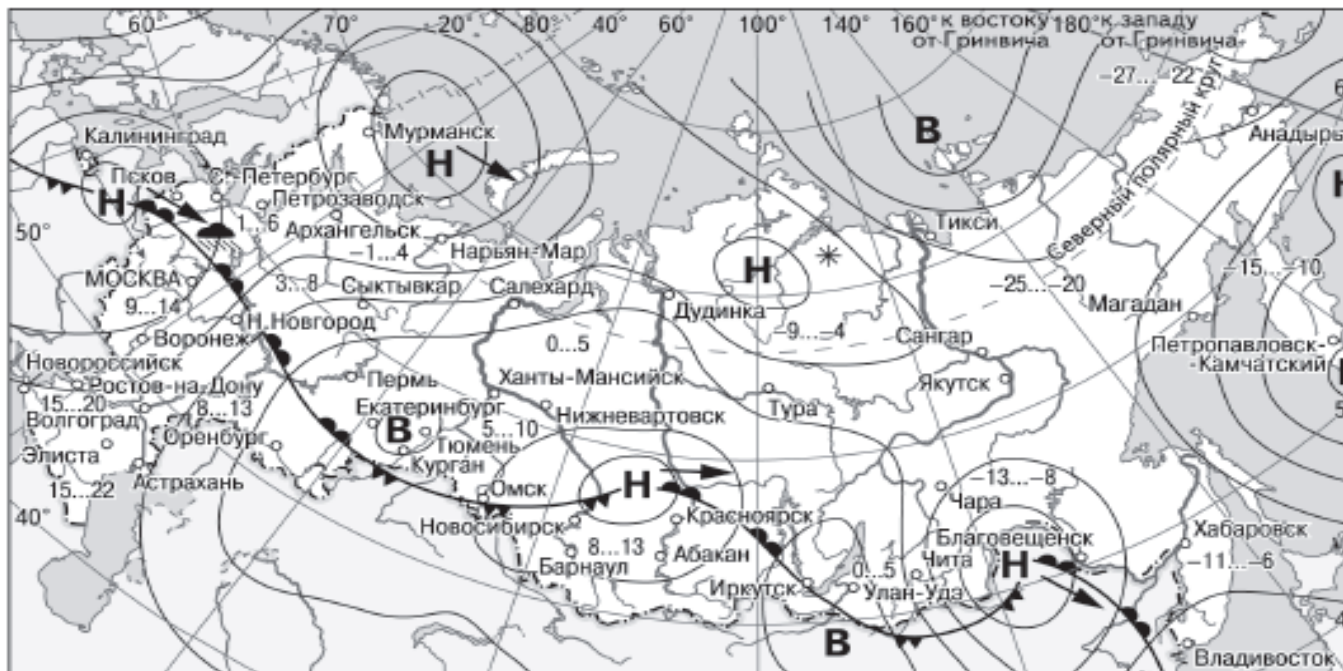 60°
70°
20°
80°
40°
60°
100°
140°
160°
к востоку
от Гринвича
180°
к западу
от Гринвича
−27...−22
Северный полярный круг
Анадырь
Калининград
Мурманск
В
Н
Псков
С.-Петербург
Петрозаводск
Н
1...6
Архангельск
−1...4
Нарьян-Мар
50°
МОСКВА
9...14
3...8
Сыктывкар
Салехард
Н
Дудинка
−9...−4
Тикси
−25...−20
Магадан
−15...−10
Сангар
Петропавловск-
-Камчатский
Н.Новгород
Воронеж
Новороссийск
Ростов-на Дону
15...20
Волгоград
8...13
Оренбург
Элиста
15...22
Астрахань
40°
Пермь
Екатеринбург
В
Тюмень
Курган
0...5
Ханты-Мансийск
Нижневартовск
5...10
Тура
Якутск
Омск
Н
Новосибирск
Красноярск
8...13
Барнаул
Абакан
Иркутск
0...5
Улан-Удэ
Чита
−13...−8
Чара
Благовещенск
Н
Хабаровск
−11...−6
В
Владивосток